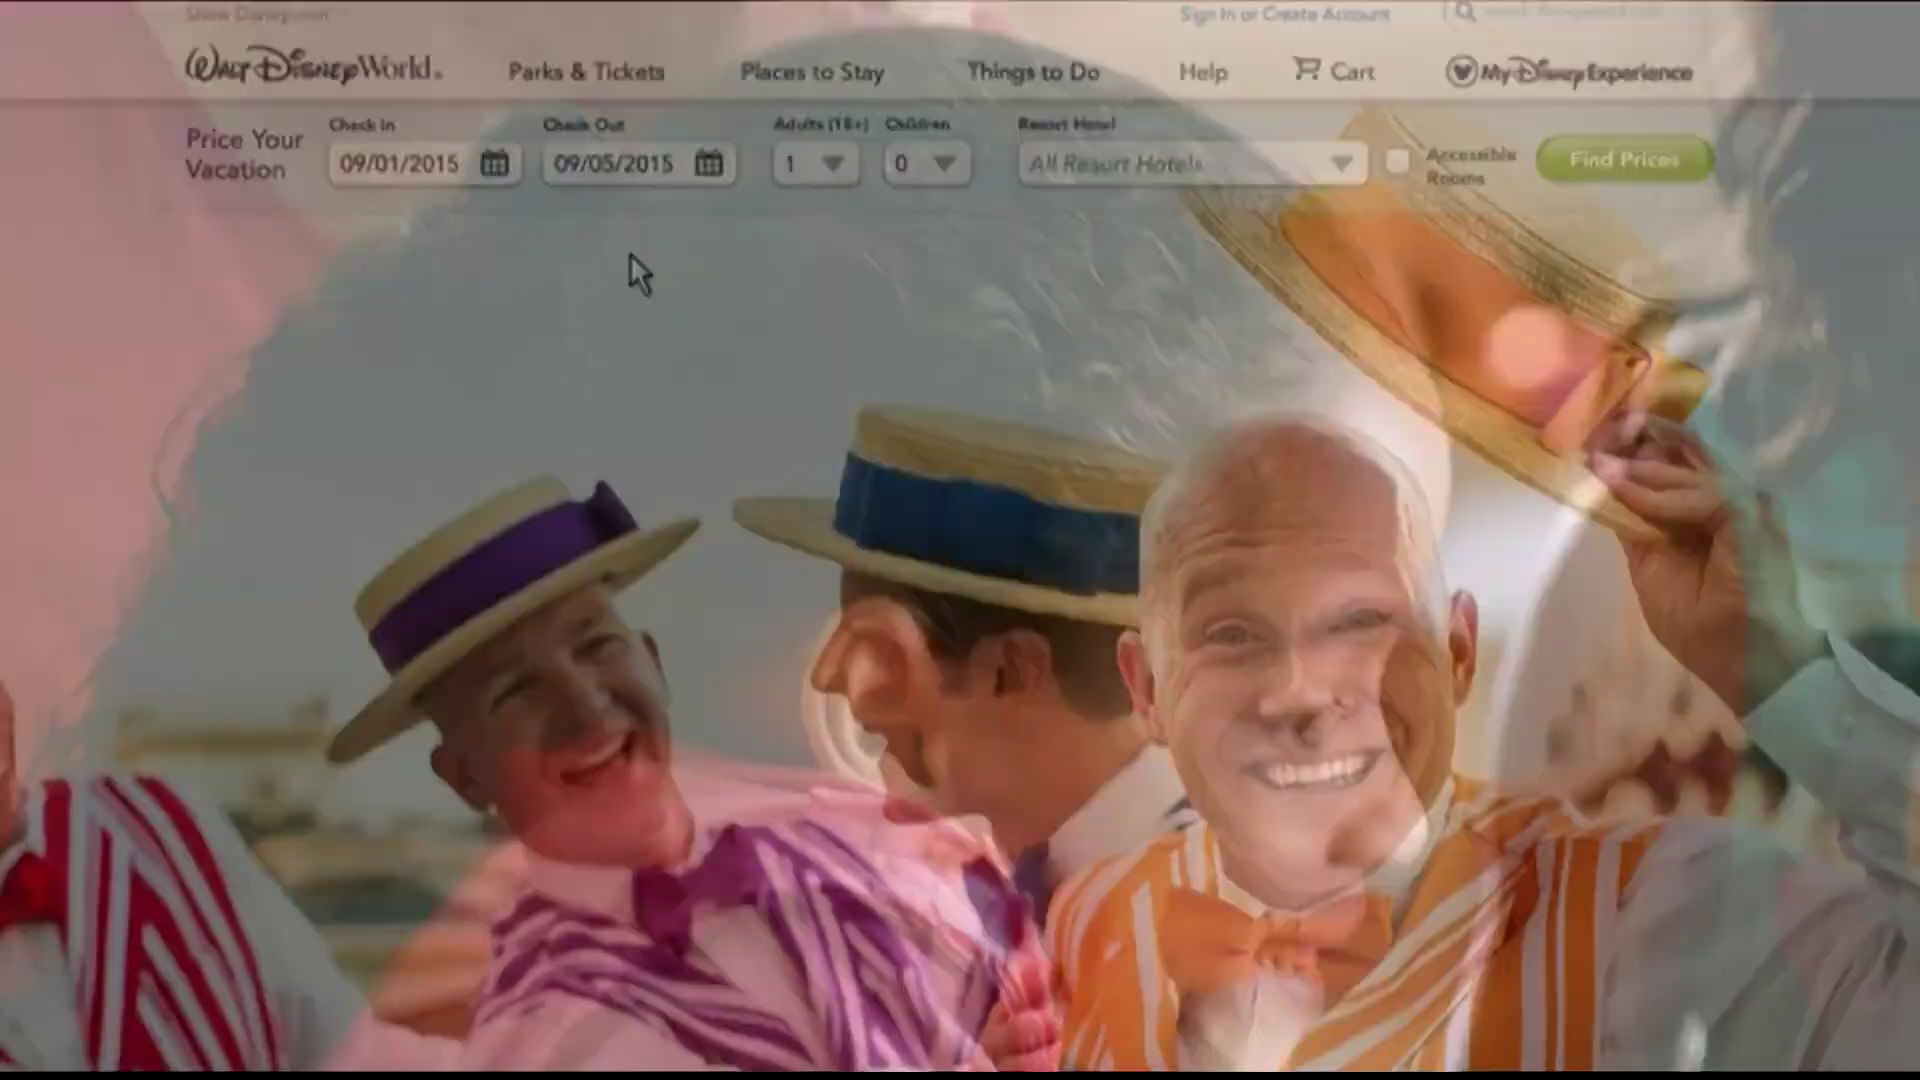 Sign In or Create Account
Walt Disney World.
Parks & Tickets
Places to Stay
Things to Do
Help
Cart
My Disney Experience
Price Your
Vacation
Check In
09/01/2015
Check Out
09/05/2015
Adults (18+)
1
Children
0
Resort Hotel
All Resort Hotels
Accessible
Rooms
Find Prices